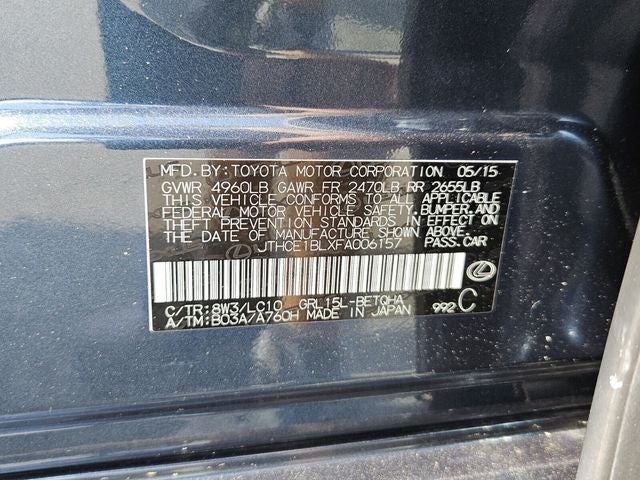 MFD.BY:TOYOTA MOTOR CORPORATION 05/15
GVWR 4960LB GAWR FR 2470LB RR 2655LB
THIS VEHICLE CONFORMS TO ALL APPLICABLE
FEDERAL MOTOR VEHICLE SAFETY,BUMPER,AND
THEFT PREVENTION STANDARDS IN EFFECT ON
THE DATE OF MANUFACTURE SHOWN ABOVE.
JTHCE1BLXFA006157 PASS.CAR
C/TR:8W3/LC10 GRL15L-BETQHA
A/TM:B03A/A760H MADE IN JAPAN 992 C